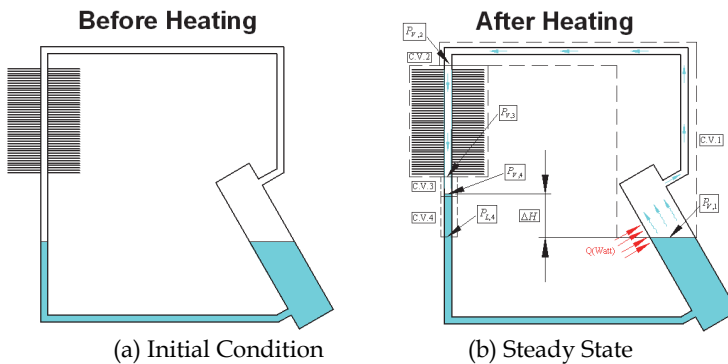 Before Heating
After Heating
P_{V,2}
C.V.2
P_{V,3}
C.V.1
P_{V,4}
C.V.3
P_{V,1}
C.V.4
P_{L,4}
ΔH
Q(Watt)
(a) Initial Condition
(b) Steady State